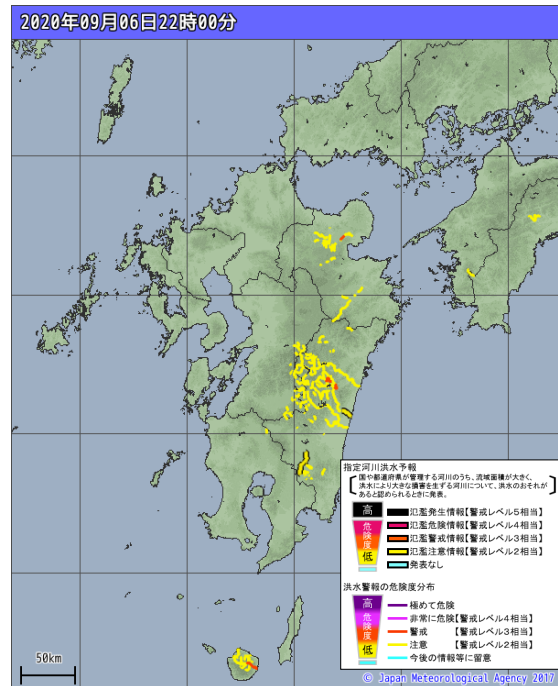 2020年09月06日22時00分
指定河川洪水予報
国や都道府県が管理する河川のうち、流域面積が大きく、
洪水により大きな損害を生ずる河川について、洪水のおそれが
あると認められるときに発表。
高
危険度
低
氾濫発生情報【警戒レベル5相当】
氾濫危険情報【警戒レベル4相当】
氾濫警戒情報【警戒レベル3相当】
氾濫注意情報【警戒レベル2相当】
発表なし
洪水警報の危険度分布
高
危険度
低
極めて危険
非常に危険【警戒レベル4相当】
警戒 【警戒レベル3相当】
注意 【警戒レベル2相当】
今後の情報等に留意
50km
© Japan Meteorological Agency 2017